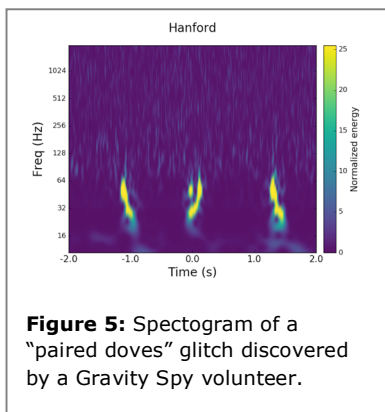 Hanford
1024
512
256
128
64
32
16
Freq (Hz)
-2.0 -1.0 0.0 1.0 2.0
Time (s)
25
20
15
10
5
0
Normalized energy
Figure 5: Spectogram of a
“paired doves” glitch discovered
by a Gravity Spy volunteer.